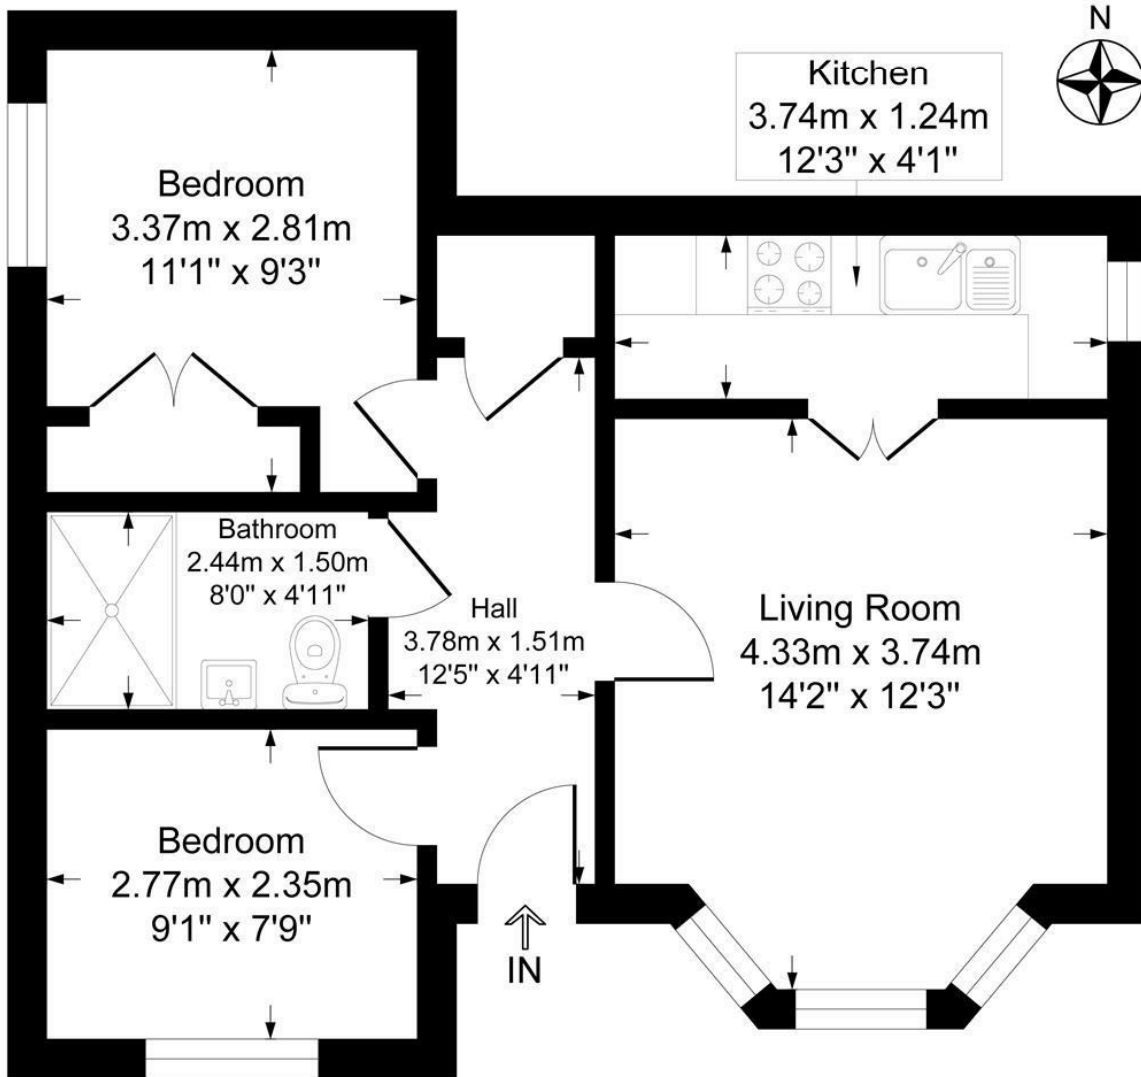 N
Kitchen
3.74m x 1.24m
12'3" x 4'1"
Bedroom
3.37m x 2.81m
11'1" x 9'3"
Bathroom
2.44m x 1.50m
8'0" x 4'11"
Hall
3.78m x 1.51m
12'5" x 4'11"
Living Room
4.33m x 3.74m
14'2" x 12'3"
Bedroom
2.77m x 2.35m
9'1" x 7'9"
IN